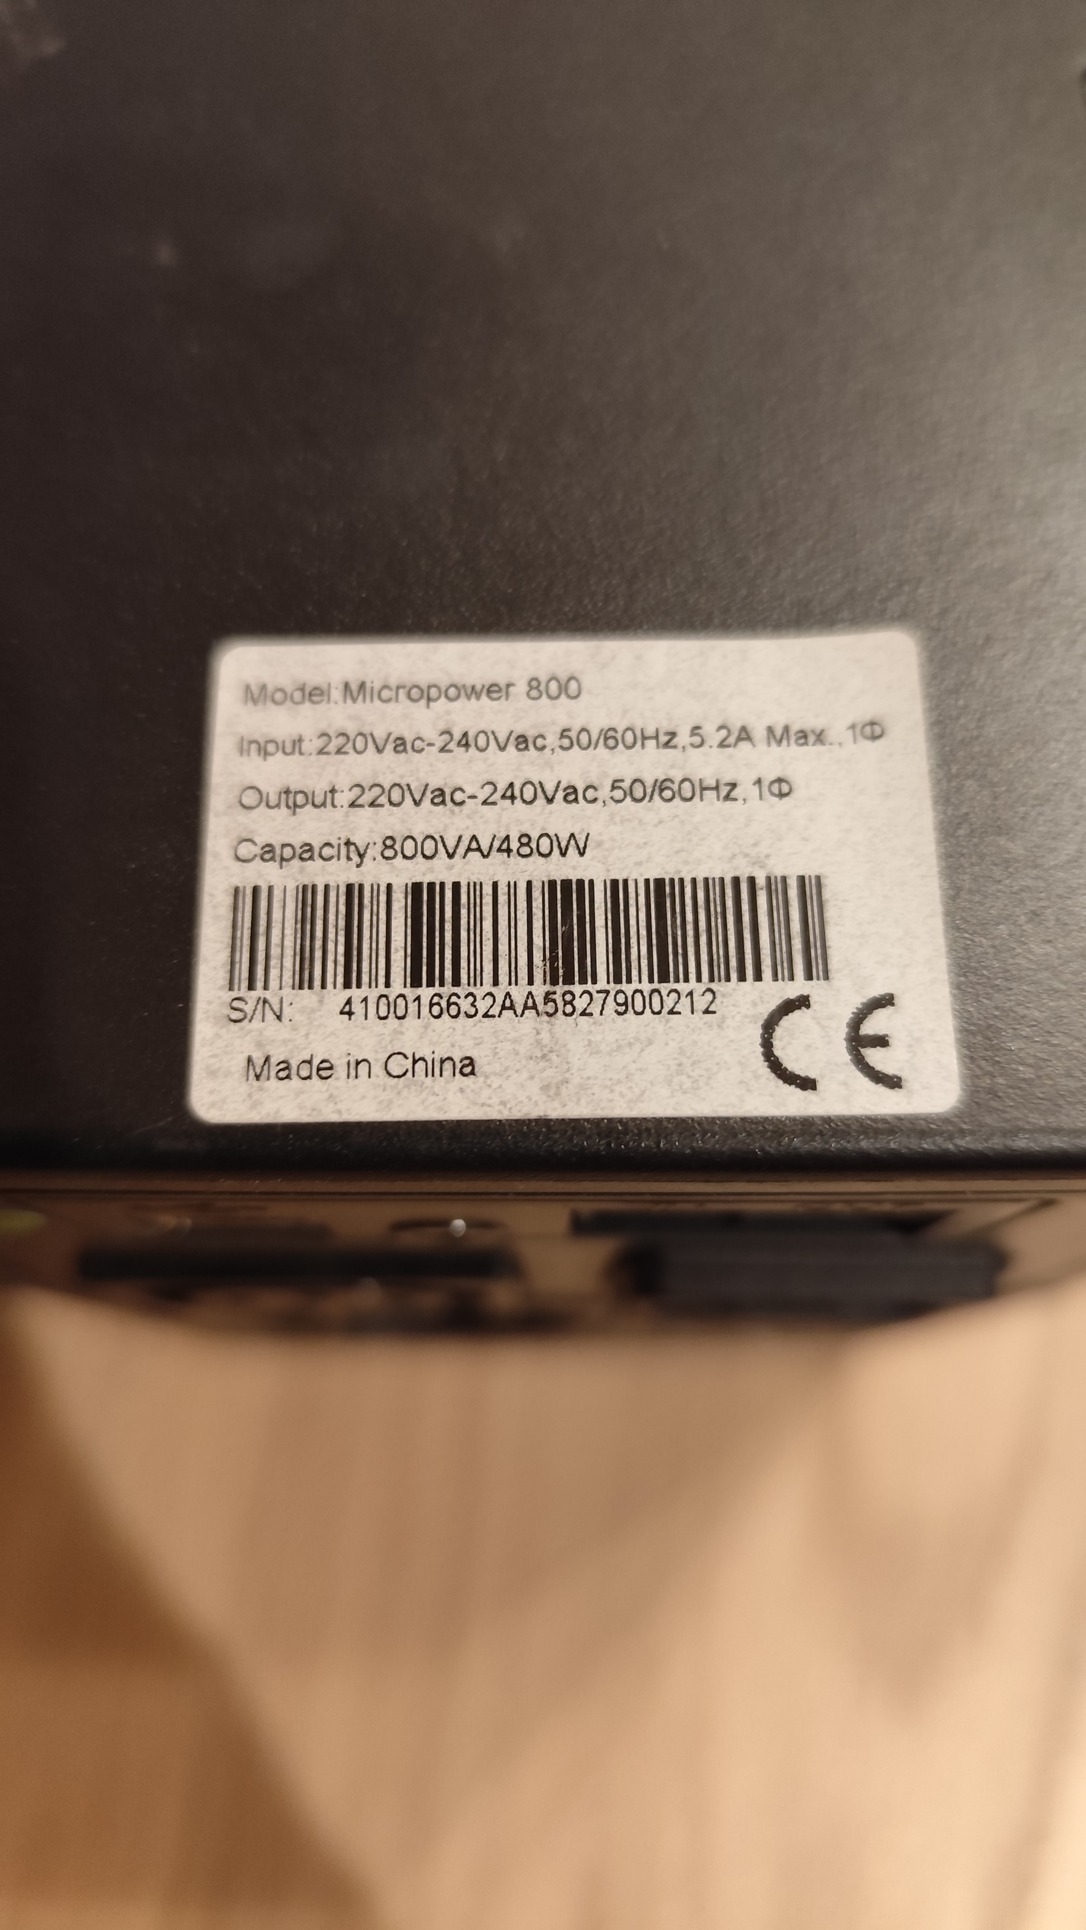 Model:Micropower 800
Input:220Vac-240Vac,50/60Hz,5.2A Max.,1Φ
Output:220Vac-240Vac,50/60Hz,1Φ
Capacity:800VA/480W
S/N: 410016632AA5827900212
Made in China
CE